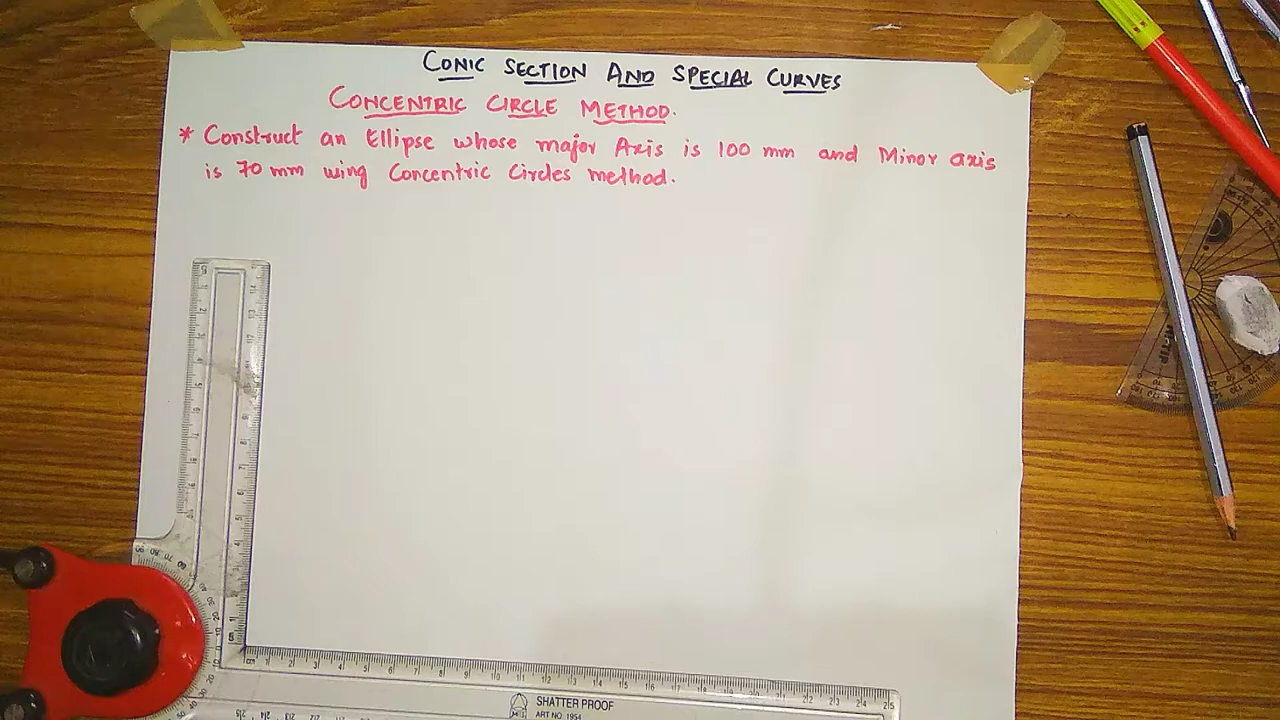 CONIC SECTION AND SPECIAL CURVES
CONCENTRIC CIRCLE METHOD.
* Construct an Ellipse whose major Axis is 100 mm and Minor axis
is 70 mm using Concentric Circles method.
SHATTER PROOF
ART NO. 1954